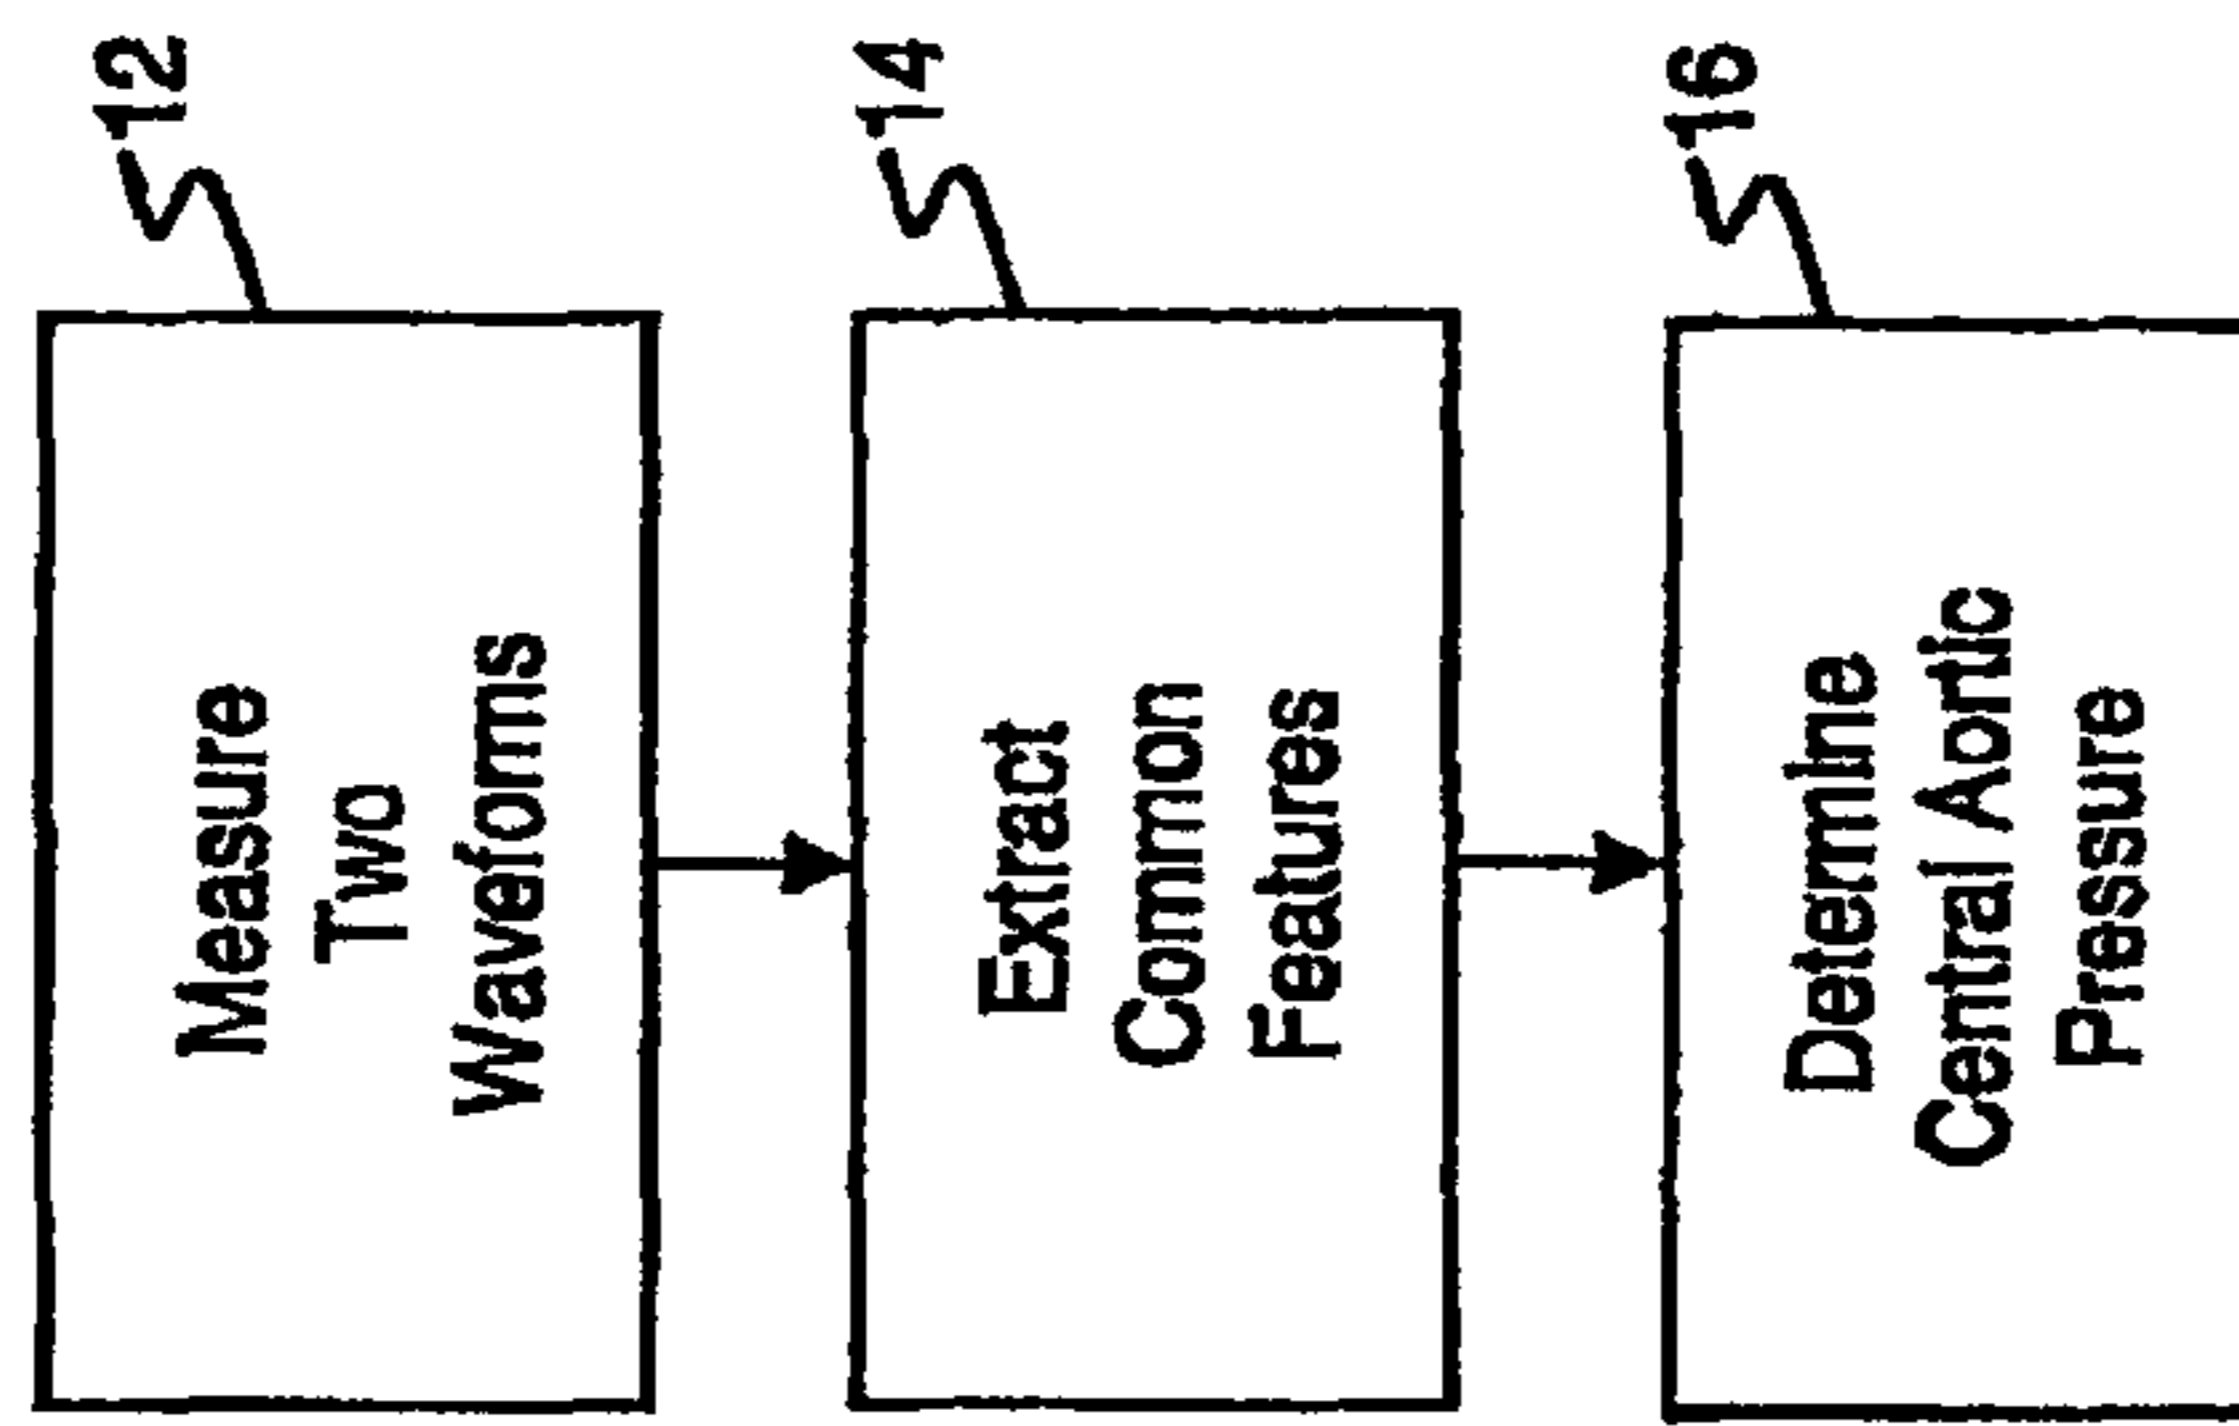 12
Measure
Two
Waveforms
14
Extract
Common
Features
16
Determine
Central Aortic
Pressure